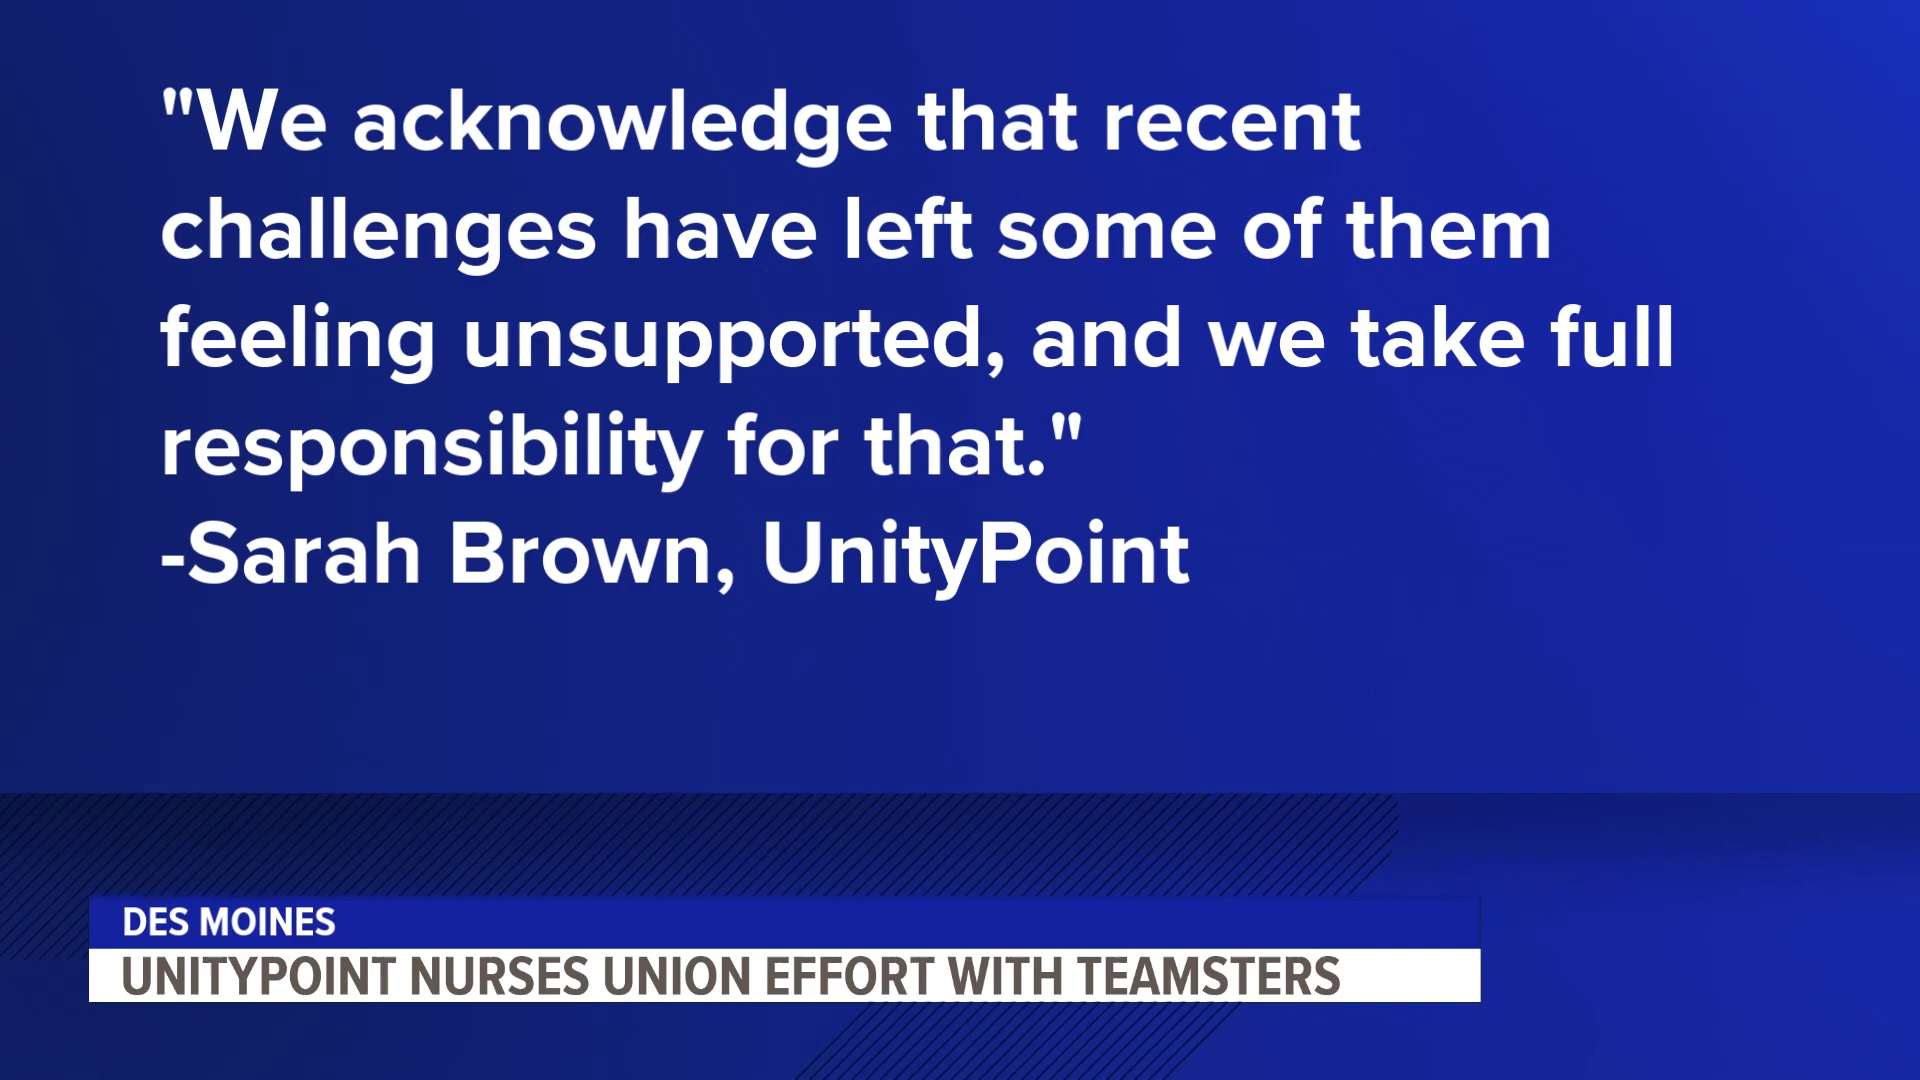 "We acknowledge that recent
challenges have left some of them
feeling unsupported, and we take full
responsibility for that."
-Sarah Brown, UnityPoint
DES MOINES
UNITYPOINT NURSES UNION EFFORT WITH TEAMSTERS